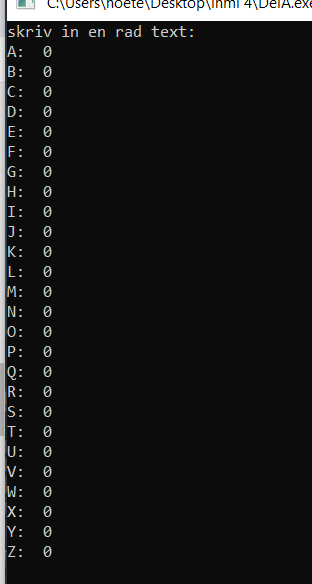 C:\Users\noete\Desktop\Inml 4\DelA.exe
skriv in en rad text:
A:  0
B:  0
C:  0
D:  0
E:  0
F:  0
G:  0
H:  0
I:  0
J:  0
K:  0
L:  0
M:  0
N:  0
O:  0
P:  0
Q:  0
R:  0
S:  0
T:  0
U:  0
V:  0
W:  0
X:  0
Y:  0
Z:  0